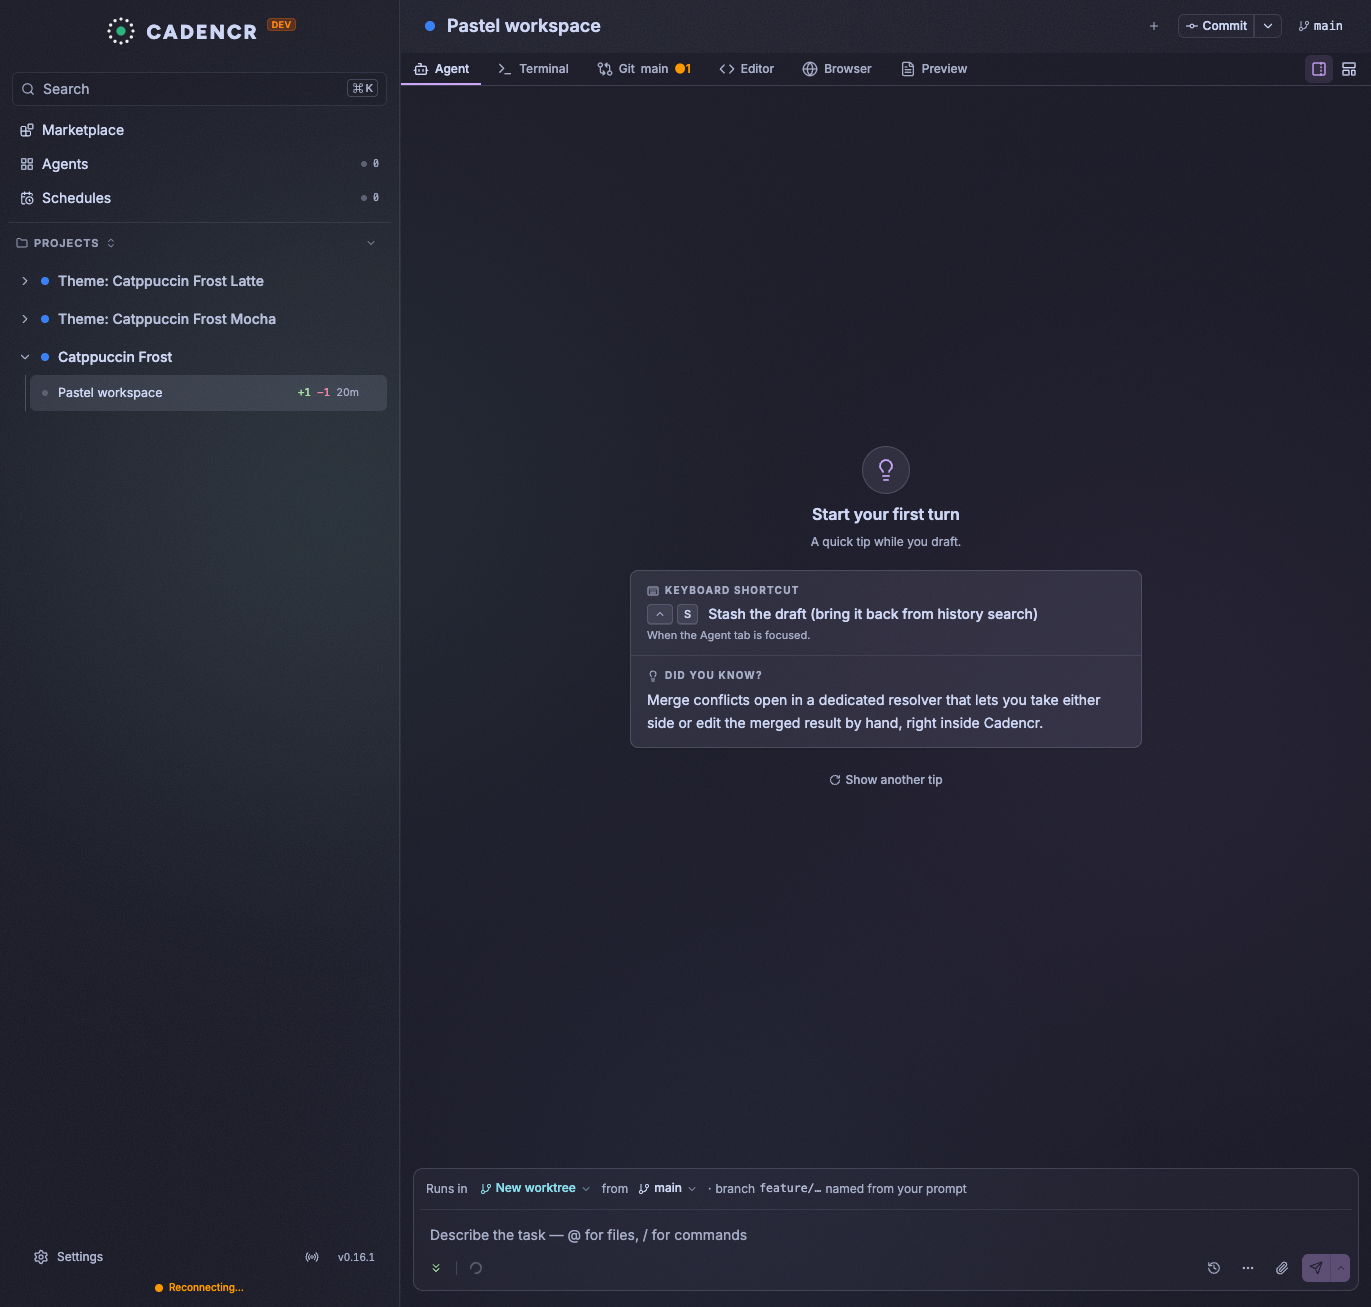 CADENCR DEV
Search ⌘K
Marketplace
Agents 0
Schedules 0
PROJECTS
Theme: Catppuccin Frost Latte
Theme: Catppuccin Frost Mocha
Catppuccin Frost
Pastel workspace +1 −1 20m
Settings v0.16.1
Reconnecting...
Pastel workspace
+ Commit main
Agent Terminal Git main 1 Editor Browser Preview
Start your first turn
A quick tip while you draft.
KEYBOARD SHORTCUT
^ S Stash the draft (bring it back from history search)
When the Agent tab is focused.
DID YOU KNOW?
Merge conflicts open in a dedicated resolver that lets you take either
side or edit the merged result by hand, right inside Cadencr.
Show another tip
Runs in New worktree from main · branch feature/… named from your prompt
Describe the task — @ for files, / for commands